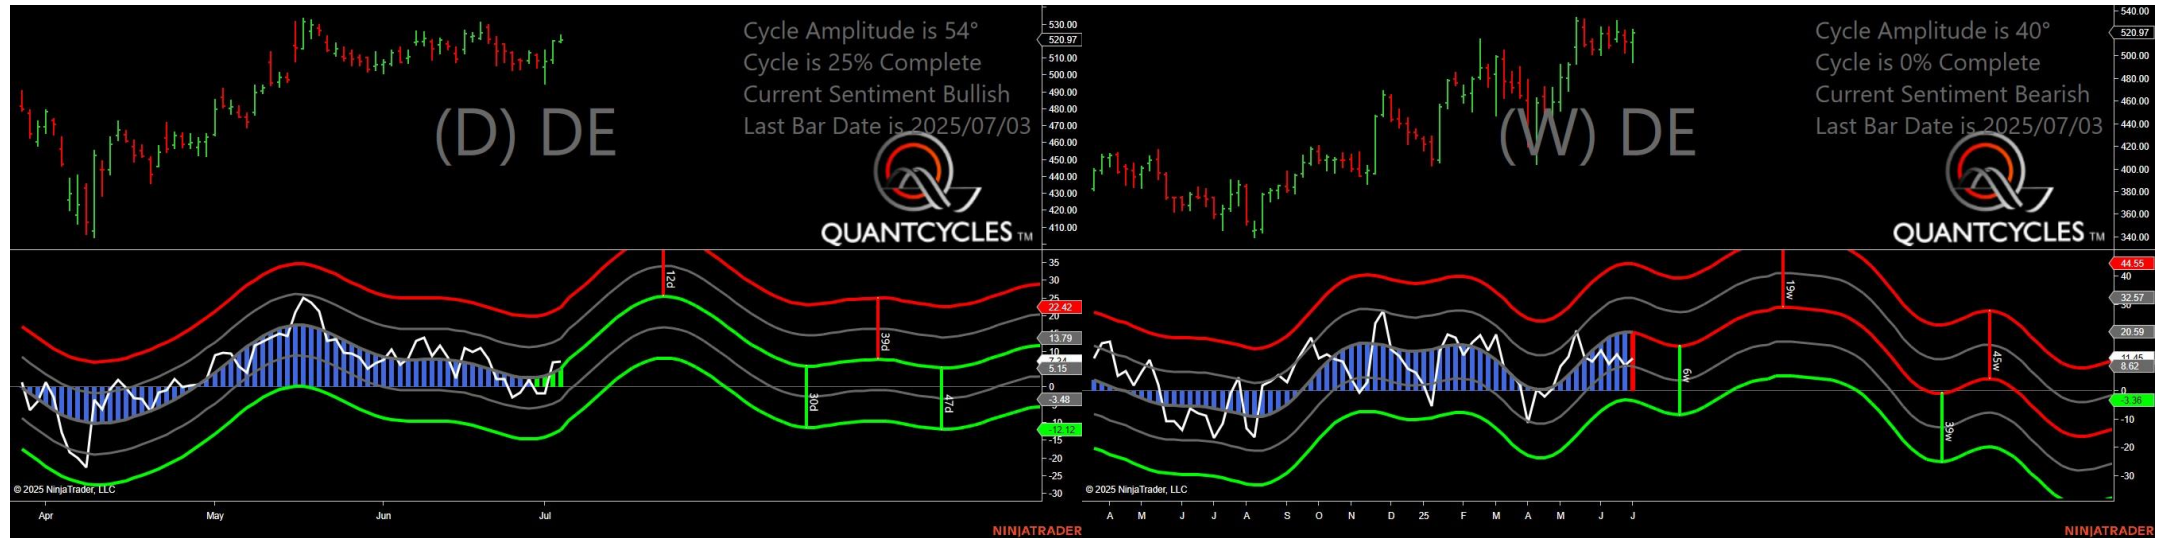 Cycle Amplitude is 54°
Cycle is 25% Complete
Current Sentiment Bullish
Last Bar Date is 2025/07/03
(D) DE
QUANTCYCLES TM
530.00
520.97
510.00
500.00
490.00
480.00
470.00
460.00
450.00
440.00
430.00
420.00
410.00
12d
30d
39d
47d
35
30
25
22.42
20
13.79
10
7.24
5.15
0
-3.48
-12.12
-15
-20
-25
-30
© 2025 NinjaTrader, LLC
Apr
May
Jun
Jul
NINJATRADER
Cycle Amplitude is 40°
Cycle is 0% Complete
Current Sentiment Bearish
Last Bar Date is 2025/07/03
(W) DE
QUANTCYCLES TM
540.00
520.97
500.00
480.00
460.00
440.00
420.00
400.00
380.00
360.00
340.00
6w
19w
39w
45w
44.55
40
32.57
20.59
11.45
8.62
0
-3.36
-10
-20
-30
© 2025 NinjaTrader, LLC
A M J J A S O N D 25 F M A M J J
NINJATRADER